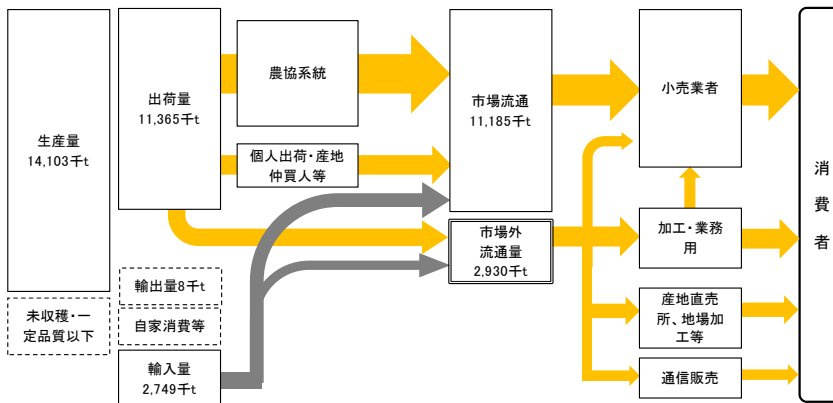 生産量
14,103千t
未収穫・一
定品質以下
出荷量
11,365千t
輸出量8千t
自家消費等
輸入量
2,749千t
農協系統
個人出荷・産地
仲買人等
市場流通
11,185千t
市場外
流通量
2,930千t
小売業者
加工・業務
用
産地直売
所、地場加
工等
通信販売
消
費
者